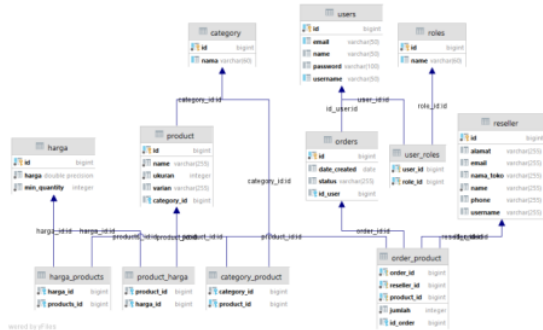 users
id bigint
email varchar(50)
name varchar(50)
password varchar(100)
username varchar(50)
category
id bigint
nama varchar(60)
roles
id bigint
name varchar(60)
category_id:id
id_user:id
user_id:id
role_id:id
harga
id bigint
harga double precision
min_quantity integer
product
id bigint
name varchar(255)
ukuran integer
varian varchar(255)
category_id bigint
orders
id bigint
date_created date
status varchar(255)
id_user bigint
user_roles
user_id bigint
role_id bigint
reseller
id bigint
alamat varchar(255)
email varchar(255)
nama_toko varchar(255)
name varchar(255)
phone varchar(255)
username varchar(255)
category_id:id
harga_id:id
harga_id:id
product_id:id
order_id:id
harga_products
harga_id bigint
products_id bigint
product_harga
product_id bigint
harga_id bigint
category_product
category_id bigint
product_id bigint
order_product
order_id bigint
reseller_id bigint
product_id bigint
jumlah integer
id_order bigint